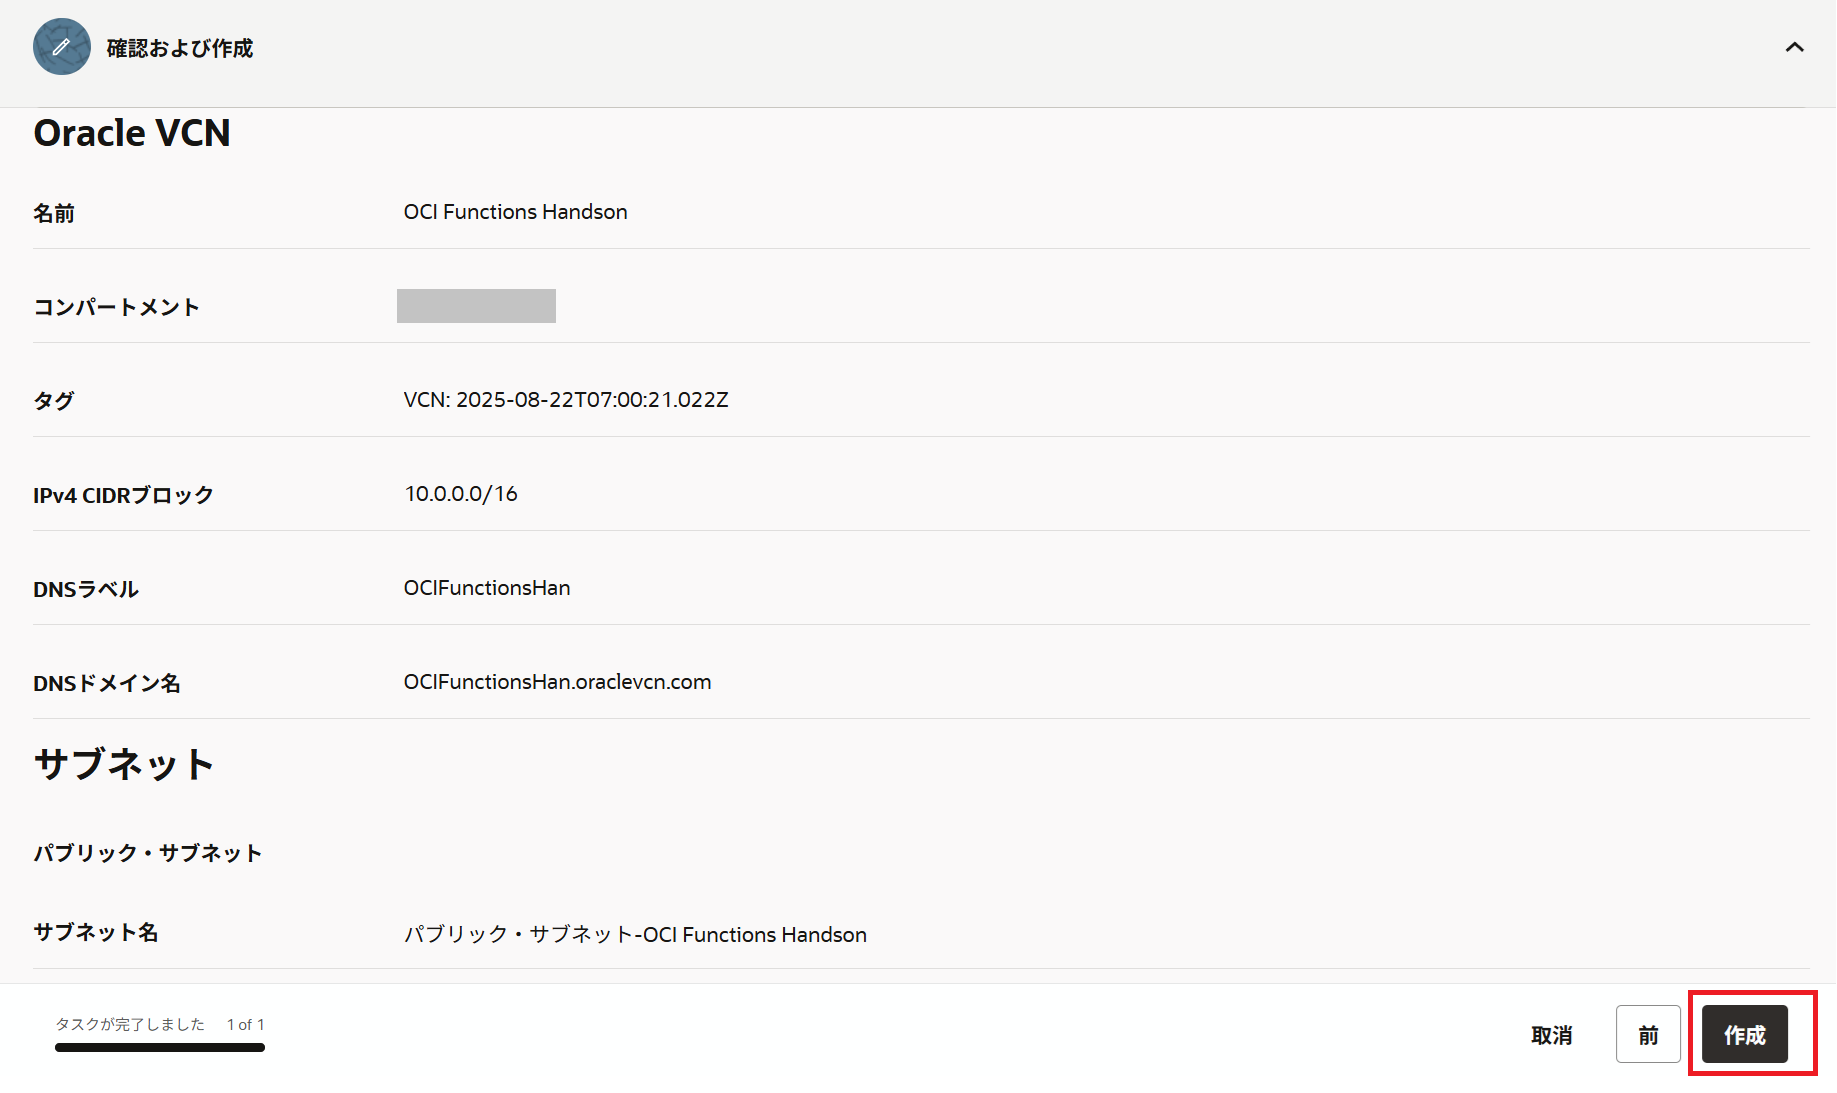 確認および作成
Oracle VCN
名前 OCI Functions Handson
コンパートメント
タグ VCN: 2025-08-22T07:00:21.022Z
IPv4 CIDRブロック 10.0.0.0/16
DNSラベル OCIFunctionsHan
DNSドメイン名 OCIFunctionsHan.oraclevcn.com
サブネット
パブリック・サブネット
サブネット名 パブリック・サブネット-OCI Functions Handson
タスクが完了しました 1 of 1
取消 前 作成